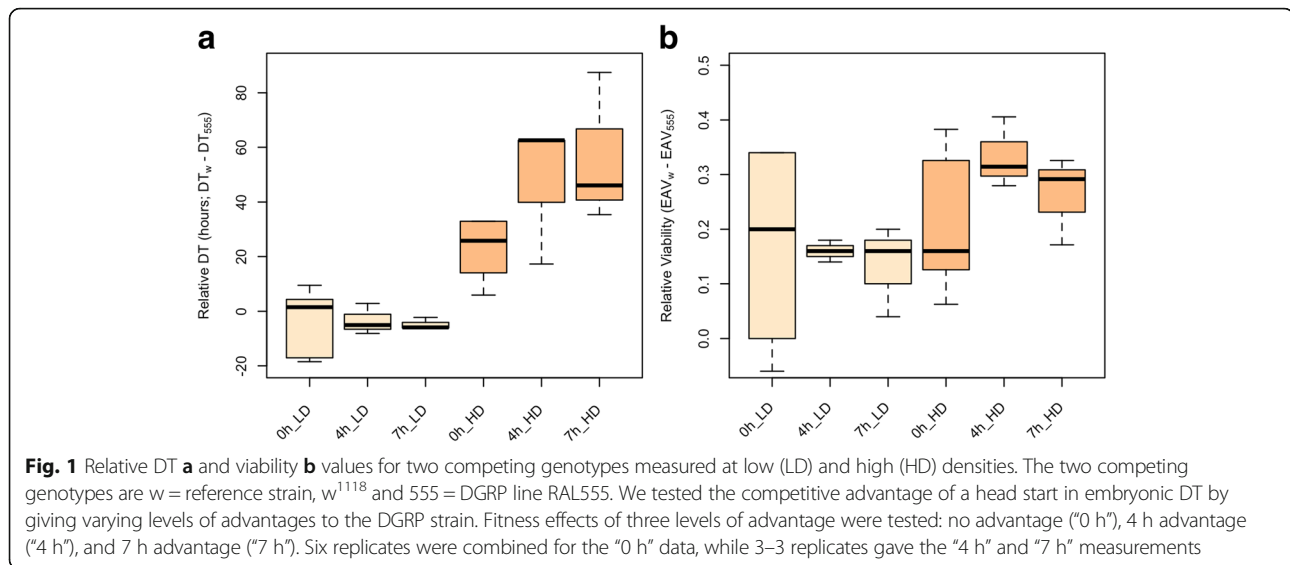 a
Relative DT (hours; DT_w - DT_555)
80
60
40
20
0
-20
0h_LD
4h_LD
7h_LD
0h_HD
4h_HD
7h_HD
b
Relative Viability (EAV_w - EAV_555)
0.5
0.4
0.3
0.2
0.1
0.0
0h_LD
4h_LD
7h_LD
0h_HD
4h_HD
7h_HD
Fig. 1 Relative DT a and viability b values for two competing genotypes measured at low (LD) and high (HD) densities. The two competing
genotypes are w = reference strain, w^1118 and 555 = DGRP line RAL555. We tested the competitive advantage of a head start in embryonic DT by
giving varying levels of advantages to the DGRP strain. Fitness effects of three levels of advantage were tested: no advantage (“0 h”), 4 h advantage
(“4 h”), and 7 h advantage (“7 h”). Six replicates were combined for the “0 h” data, while 3–3 replicates gave the “4 h” and “7 h” measurements